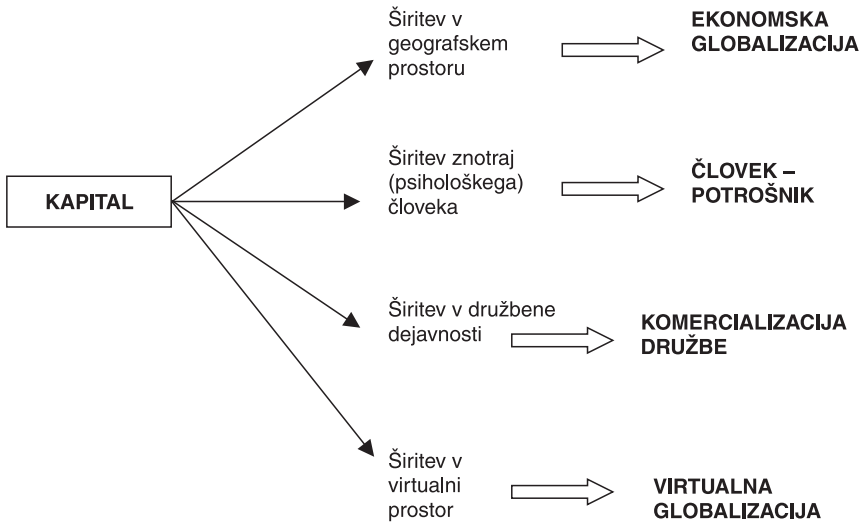 KAPITAL
Širitev v
geografskem
prostoru
EKONOMSKA
GLOBALIZACIJA
Širitev znotraj
(psihološkega)
človeka
ČLOVEK –
POTROŠNIK
Širitev v družbene
dejavnosti
KOMERCIALIZACIJA
DRUŽBE
Širitev v
virtualni
prostor
VIRTUALNA
GLOBALIZACIJA